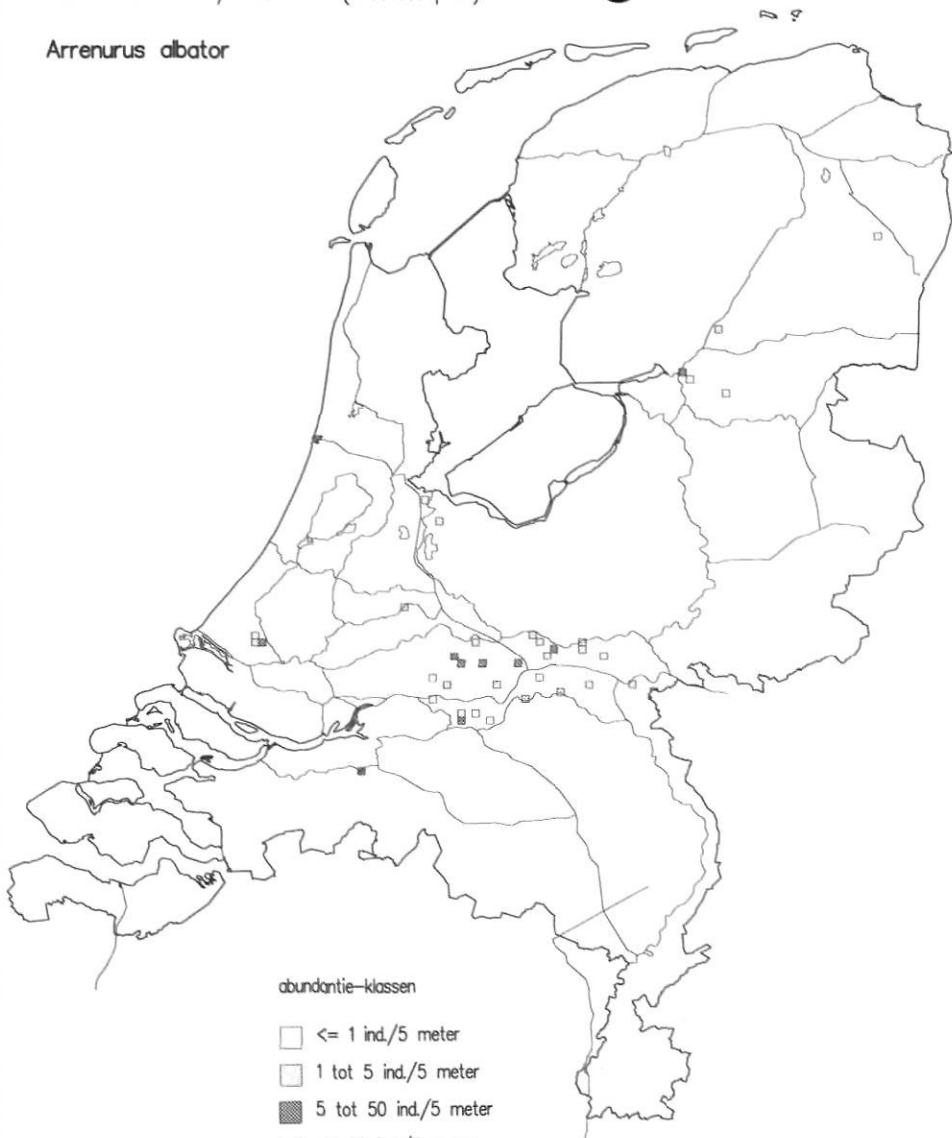 Arrenurus albator
abundantie-klassen
<= 1 ind./5 meter
1 tot 5 ind./5 meter
5 tot 50 ind./5 meter